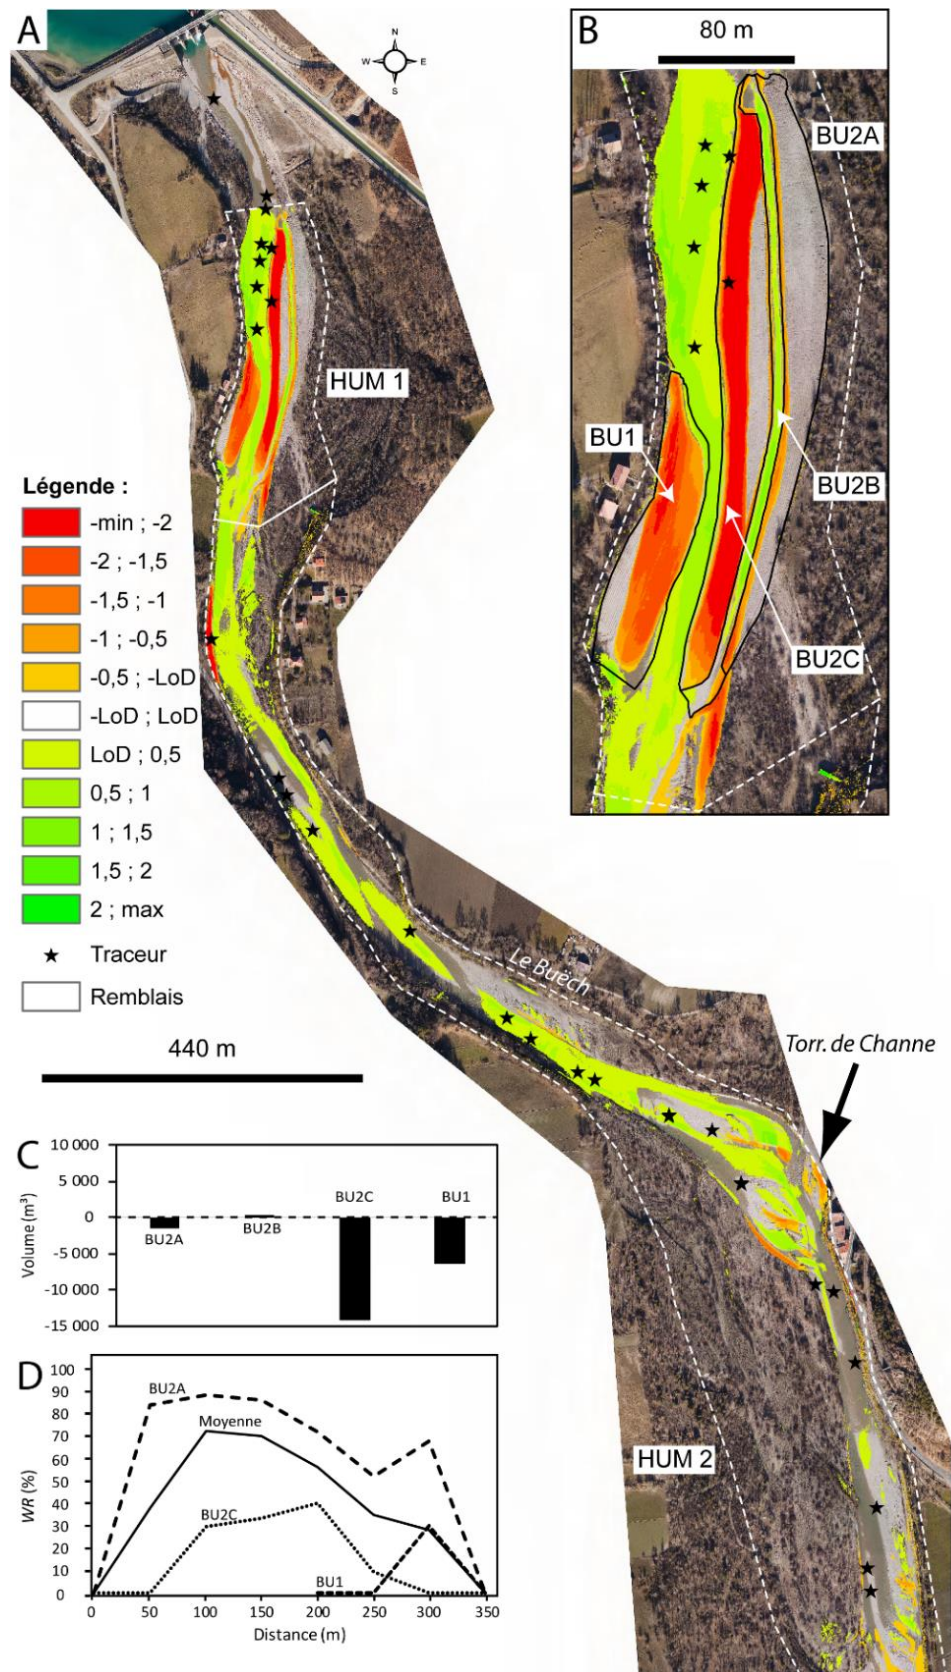 A
N
W E
S
B
80 m
BU2A
BU1
BU2B
BU2C
HUM 1
Légende :
-min ; -2
-2 ; -1,5
-1,5 ; -1
-1 ; -0,5
-0,5 ; -LoD
-LoD ; LoD
LoD ; 0,5
0,5 ; 1
1 ; 1,5
1,5 ; 2
2 ; max
Traceur
Remblais
440 m
Le Buëch
Torr. de Channe
HUM 2
C
Volume (m³)
10 000
5 000
0
-5 000
-10 000
-15 000
BU2A
BU2B
BU2C
BU1
D
WR (%)
100
90
80
70
60
50
40
30
20
10
0
BU2A
Moyenne
BU2C
BU1
0 50 100 150 200 250 300 350
Distance (m)